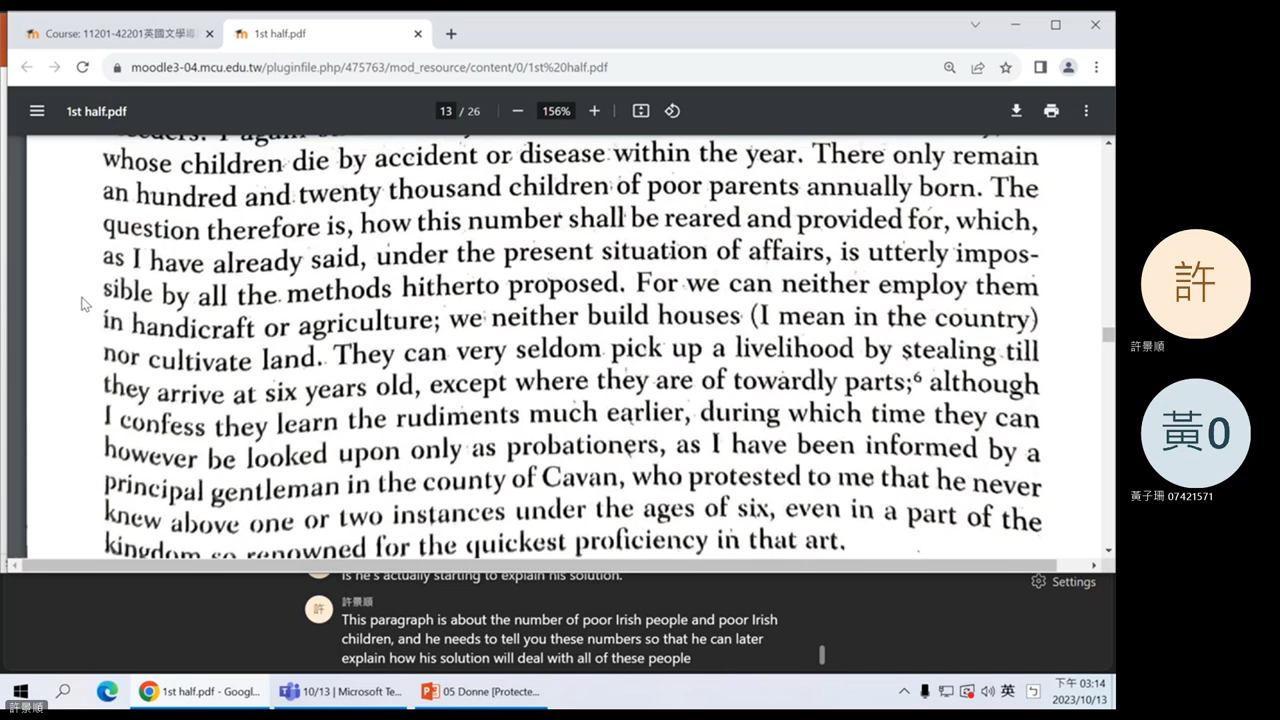 Course: 11201-42201英國文學導
1st half.pdf
moodle3-04.mcu.edu.tw/pluginfile.php/475763/mod_resource/content/0/1st%20half.pdf
1st half.pdf
13 / 26
156%
whose children die by accident or disease within the year. There only remain
an hundred and twenty thousand children of poor parents annually born. The
question therefore is, how this number shall be reared and provided for, which,
as I have already said, under the present situation of affairs, is utterly impos-
sible by all the methods hitherto proposed. For we can neither employ them
in handicraft or agriculture; we neither build houses (I mean in the country)
nor cultivate land. They can very seldom pick up a livelihood by stealing till
they arrive at six years old, except where they are of towardly parts;⁶ although
I confess they learn the rudiments much earlier, during which time they can
however be looked upon only as probationers, as I have been informed by a
principal gentleman in the county of Cavan, who protested to me that he never
knew above one or two instances under the ages of six, even in a part of the
kingdom so renowned for the quickest proficiency in that art.
is he's actually starting to explain his solution.
Settings
許
許景順
This paragraph is about the number of poor Irish people and poor Irish
children, and he needs to tell you these numbers so that he can later
explain how his solution will deal with all of these people
許
許景順
黃0
黃子珊 07421571
1st half.pdf - Googl...
10/13 | Microsoft Te...
05 Donne [Protecte...
英
下午 03:14
2023/10/13
許景順